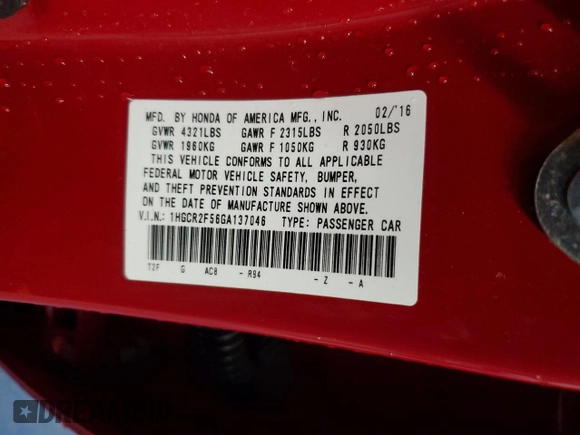 MFD. BY HONDA OF AMERICA MFG., INC. 02/'16
GVWR 4321LBS GAWR F 2315LBS R 2050LBS
GVWR 1960KG GAWR F 1050KG R 930KG
THIS VEHICLE CONFORMS TO ALL APPLICABLE
FEDERAL MOTOR VEHICLE SAFETY, BUMPER,
AND THEFT PREVENTION STANDARDS IN EFFECT
ON THE DATE OF MANUFACTURE SHOWN ABOVE.
V.I.N.: 1HGCR2F56GA137046 TYPE: PASSENGER CAR
T2F G AC8 - R94 - Z - A
DREAMBID